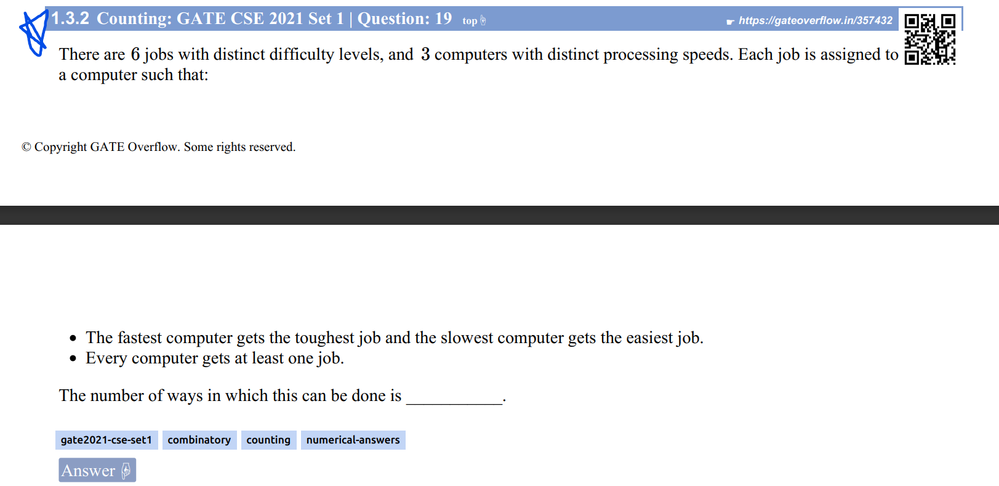 1.3.2 Counting: GATE CSE 2021 Set 1 | Question: 19 top☝
☛ https://gateoverflow.in/357432
There are 6 jobs with distinct difficulty levels, and 3 computers with distinct processing speeds. Each job is assigned to
a computer such that:
© Copyright GATE Overflow. Some rights reserved.
• The fastest computer gets the toughest job and the slowest computer gets the easiest job.
• Every computer gets at least one job.
The number of ways in which this can be done is ___________.
gate2021-cse-set1 combinatory counting numerical-answers
Answer ☟